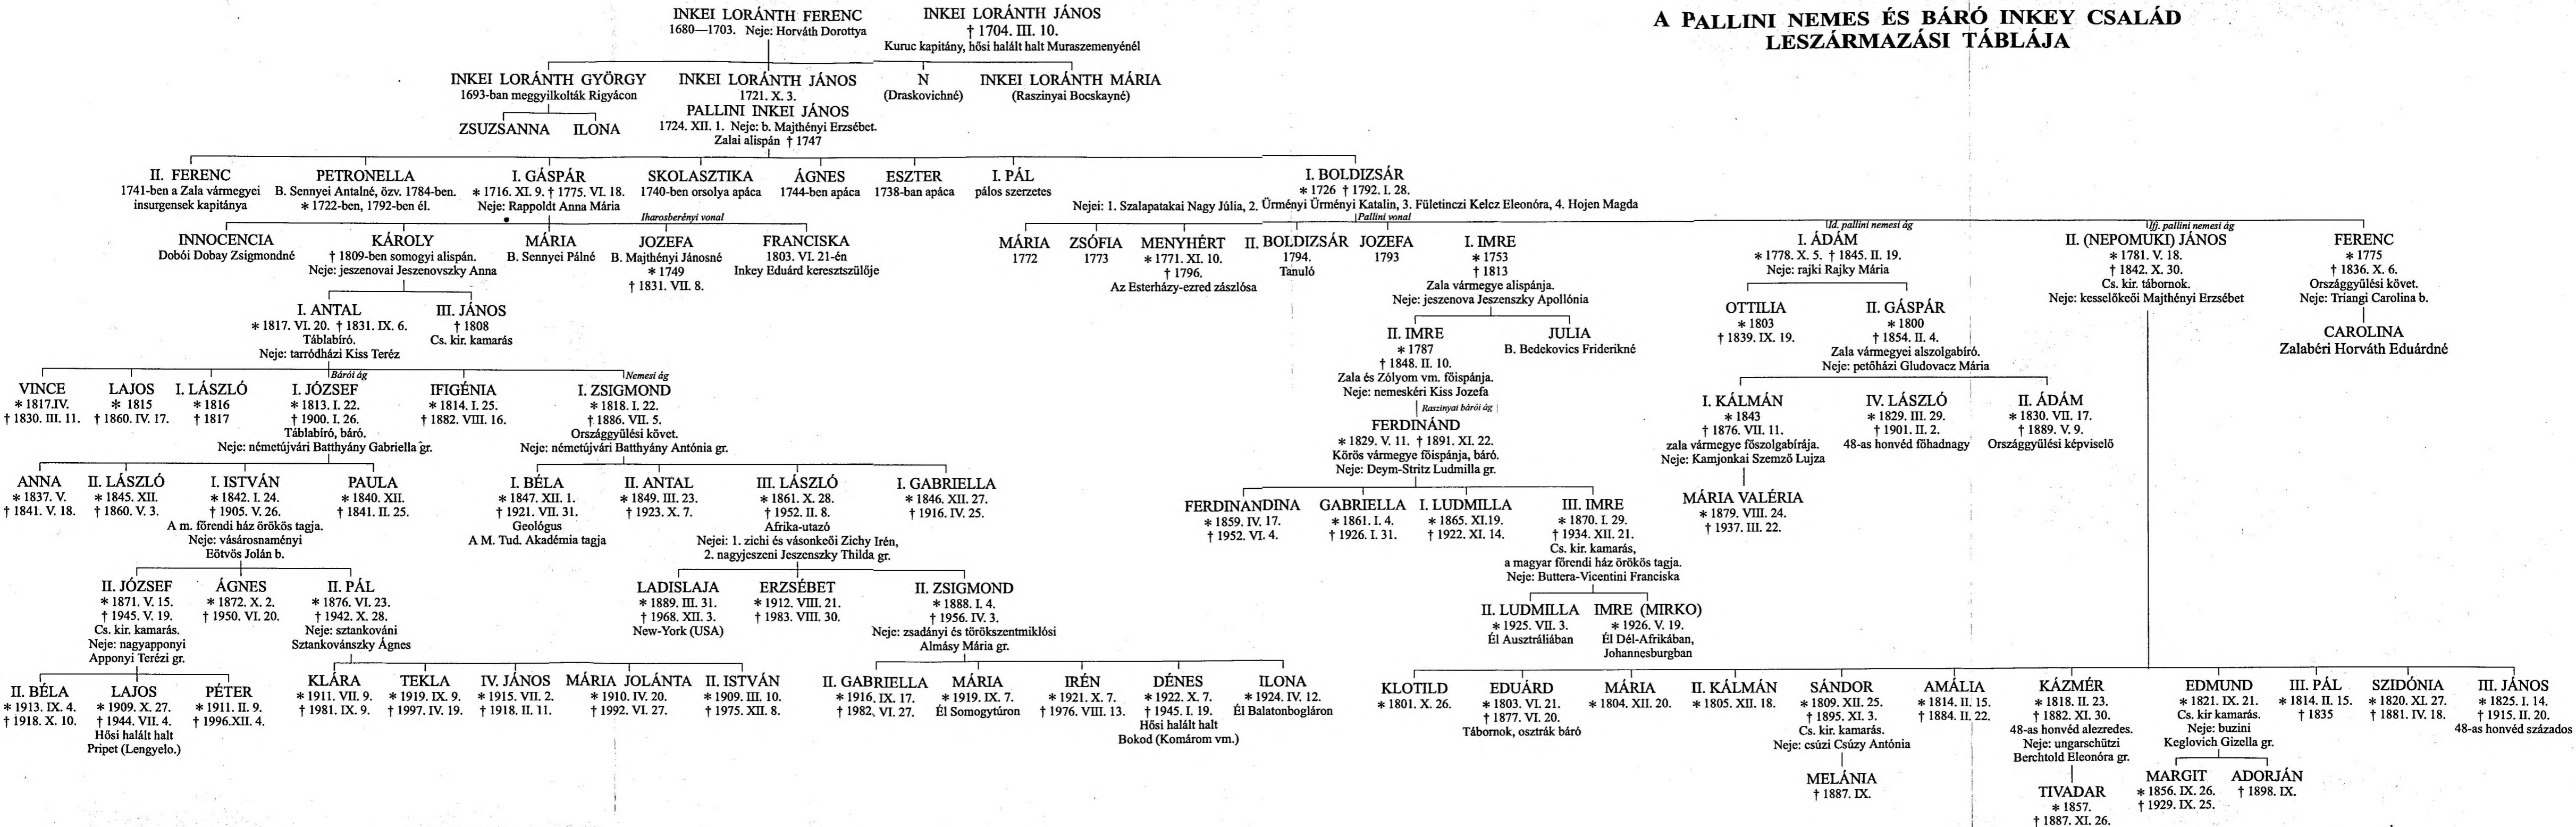 A PALLINI NEMES ÉS BÁRÓ INKEY CSALÁD
LESZÁRMAZÁSI TÁBLÁJA
INKEI LORÁNTH FERENC
1680—1703. Neje: Horváth Dorottya
INKEI LORÁNTH JÁNOS
† 1704. III. 10.
Kuruc kapitány, hősi halált halt Muraszemenyénél
INKEI LORÁNTH GYÖRGY
1693-ban meggyilkolták Rigyácon
INKEI LORÁNTH JÁNOS
1721. X. 3.
PALLINI INKEI JÁNOS
1724. XII. 1. Neje: b. Majthényi Erzsébet.
Zalai alispán † 1747
N
(Draskovichné)
INKEI LORÁNTH MÁRIA
(Raszinyai Bocskayné)
ZSUZSANNA
ILONA
II. FERENC
1741-ben a Zala vármegyei
insurgensek kapitánya
PETRONELLA
B. Sennyei Antalné, özv. 1784-ben.
* 1722-ben, 1792-ben él.
I. GÁSPÁR
* 1716. XI. 9. † 1775. VI. 18.
Neje: Rappoldt Anna Mária
SKOLASZTIKA
1740-ben orsolya apáca
ÁGNES
1744-ben apáca
ESZTER
1738-ban apáca
I. PÁL
pálos szerzetes
I. BOLDIZSÁR
* 1726 † 1792. I. 28.
Nejei: 1. Szalapatakai Nagy Júlia, 2. Ürményi Ürményi Katalin, 3. Fületinczi Kelcz Eleonóra, 4. Hojen Magda
Iharosberényi vonal
Pallini vonal
Id. pallini nemesi ág
Ifj. pallini nemesi ág
INNOCENCIA
Dobói Dobay Zsigmondné
KÁROLY
† 1809-ben somogyi alispán.
Neje: jeszenovai Jeszenovszky Anna
MÁRIA
B. Sennyei Pálné
JOZEFA
B. Majthényi Jánosné
* 1749
† 1831. VII. 8.
FRANCISKA
1803. VI. 21-én
Inkey Eduárd keresztszülője
MÁRIA
1772
ZSÓFIA
1773
MENYHÉRT
* 1771. XI. 10.
† 1796.
Az Esterházy-ezred zászlósa
II. BOLDIZSÁR
1794.
Tanuló
JOZEFA
1793
I. IMRE
* 1753
† 1813
Zala vármegye alispánja.
Neje: jeszenova Jeszenszky Apollónia
I. ÁDÁM
* 1778. X. 5. † 1845. II. 19.
Neje: rajki Rajky Mária
II. (NEPOMUKI) JÁNOS
* 1781. V. 18.
† 1842. X. 30.
Cs. kir. tábornok.
Neje: kesselőkeői Majthényi Erzsébet
FERENC
* 1775
† 1836. X. 6.
Országgyűlési követ.
Neje: Triangi Carolina b.
I. ANTAL
* 1817. VI. 20. † 1831. IX. 6.
Táblabíró.
Neje: tarródházi Kiss Teréz
III. JÁNOS
† 1808
Cs. kir. kamarás
II. IMRE
* 1787
† 1848. II. 10.
Zala és Zólyom vm. főispánja.
Neje: nemeskéri Kiss Jozefa
JULIA
B. Bedekovics Friderikné
OTTILIA
* 1803
† 1839. IX. 19.
II. GÁSPÁR
* 1800
† 1854. II. 4.
Zala vármegyei alszolgabíró.
Neje: petőházi Gludovacz Mária
CAROLINA
Zalabéri Horváth Eduárdné
Bárói ág
Nemesi ág
VINCE
* 1817.IV.
† 1830. III. 11.
LAJOS
* 1815
† 1860. IV. 17.
I. LÁSZLÓ
* 1816
† 1817
I. JÓZSEF
* 1813. I. 22.
† 1900. I. 26.
Táblabíró, báró.
Neje: németújvári Batthyány Gabriella gr.
IFIGÉNIA
* 1814. I. 25.
† 1882. VIII. 16.
I. ZSIGMOND
* 1818. I. 22.
† 1886. VII. 5.
Országgyűlési követ.
Neje: németújvári Batthyány Antónia gr.
Raszinyai bárói ág
FERDINÁND
* 1829. V. 11. † 1891. XI. 22.
Körös vármegye főispánja, báró.
Neje: Deym-Stritz Ludmilla gr.
I. KÁLMÁN
* 1843
† 1876. VII. 11.
zala vármegye főszolgabírája.
Neje: Kamjonkai Szemző Lujza
IV. LÁSZLÓ
* 1829. III. 29.
† 1901. II. 2.
48-as honvéd főhadnagy
II. ÁDÁM
* 1830. VII. 17.
† 1889. V. 9.
Országgyűlési képviselő
ANNA
* 1837. V.
† 1841. V. 18.
II. LÁSZLÓ
* 1845. XII.
† 1860. V. 3.
I. ISTVÁN
* 1842. I. 24.
† 1905. V. 26.
A m. főrendi ház örökös tagja.
Neje: vásárosnaményi
Eötvös Jolán b.
PAULA
* 1840. XII.
† 1841. II. 25.
I. BÉLA
* 1847. XII. 1.
† 1921. VII. 31.
Geológus
A M. Tud. Akadémia tagja
II. ANTAL
* 1849. III. 23.
† 1923. X. 7.
III. LÁSZLÓ
* 1861. X. 28.
† 1952. II. 8.
Afrika-utazó
Nejei: 1. zichi és vásonkeői Zichy Irén,
2. nagyjeszeni Jeszenszky Thilda gr.
I. GABRIELLA
* 1846. XII. 27.
† 1916. IV. 25.
FERDINANDINA
* 1859. IV. 17.
† 1952. VI. 4.
GABRIELLA
* 1861. I. 4.
† 1926. I. 31.
I. LUDMILLA
* 1865. XI.19.
† 1922. XI. 14.
III. IMRE
* 1870. I. 29.
† 1934. XII. 21.
Cs. kir. kamarás,
a magyar főrendi ház örökös tagja.
Neje: Buttera-Vicentini Franciska
MÁRIA VALÉRIA
* 1879. VIII. 24.
† 1937. III. 22.
II. JÓZSEF
* 1871. V. 15.
† 1945. V. 19.
Cs. kir. kamarás.
Neje: nagyapponyi
Apponyi Terézi gr.
ÁGNES
* 1872. X. 2.
† 1950. VI. 20.
II. PÁL
* 1876. VI. 23.
† 1942. X. 28.
Neje: sztankováni
Sztankovánszky Ágnes
LADISLAJA
* 1889. III. 31.
† 1968. XII. 3.
New-York (USA)
ERZSÉBET
* 1912. VIII. 21.
† 1983. VIII. 30.
II. ZSIGMOND
* 1888. I. 4.
† 1956. IV. 3.
Neje: zsadányi és törökszentmiklósi
Almásy Mária gr.
II. LUDMILLA
* 1925. VII. 3.
Él Ausztráliában
IMRE (MIRKO)
* 1926. V. 19.
Él Dél-Afrikában,
Johannesburgban
II. BÉLA
* 1913. IX. 4.
† 1918. X. 10.
LAJOS
* 1909. X. 27.
† 1944. VII. 4.
Hősi halált halt
Pripet (Lengyelo.)
PÉTER
* 1911. II. 9.
† 1996.XII. 4.
KLÁRA
* 1911. VII. 9.
† 1981. IX. 9.
TEKLA
* 1919. IX. 9.
† 1997. IV. 19.
IV. JÁNOS
* 1915. VII. 2.
† 1918. II. 11.
MÁRIA JOLÁNTA
* 1910. IV. 20.
† 1992. VI. 27.
II. ISTVÁN
* 1909. III. 10.
† 1975. XII. 8.
II. GABRIELLA
* 1916. IX. 17.
† 1982, VI. 27.
MÁRIA
* 1919. IX. 7.
Él Somogytúron
IRÉN
* 1921. X. 7.
† 1976. VIII. 13.
DÉNES
* 1922. X. 7.
† 1945. I. 19.
Hősi halált halt
Bokod (Komárom vm.)
ILONA
* 1924. IV. 12.
Él Balatonbogláron
KLOTILD
* 1801. X. 26.
EDUÁRD
* 1803. VI. 21.
† 1877. VI. 20.
Tábornok, osztrák báró
MÁRIA
* 1804. XII. 20.
II. KÁLMÁN
* 1805. XII. 18.
SÁNDOR
* 1809. XII. 25.
† 1895. XI. 3.
Cs. kir. kamarás.
Neje: csúzi Csúzy Antónia
AMÁLIA
* 1814. II. 15.
† 1884. II. 22.
KÁZMÉR
* 1818. II. 23.
† 1882. XI. 30.
48-as honvéd alezredes.
Neje: ungarschützi
Berchtold Eleonóra gr.
EDMUND
* 1821. IX. 21.
Cs. kir kamarás.
Neje: buzini
Keglovich Gizella gr.
III. PÁL
* 1814. II. 15.
† 1835
SZIDÓNIA
* 1820. XI. 27.
† 1881. IV. 18.
III. JÁNOS
* 1825. I. 14.
† 1915. II. 20.
48-as honvéd százados
MELÁNIA
† 1887. IX.
TIVADAR
* 1857.
† 1887. XI. 26.
MARGIT
* 1856. IX. 26.
† 1929. IX. 25.
ADORJÁN
† 1898. IX.